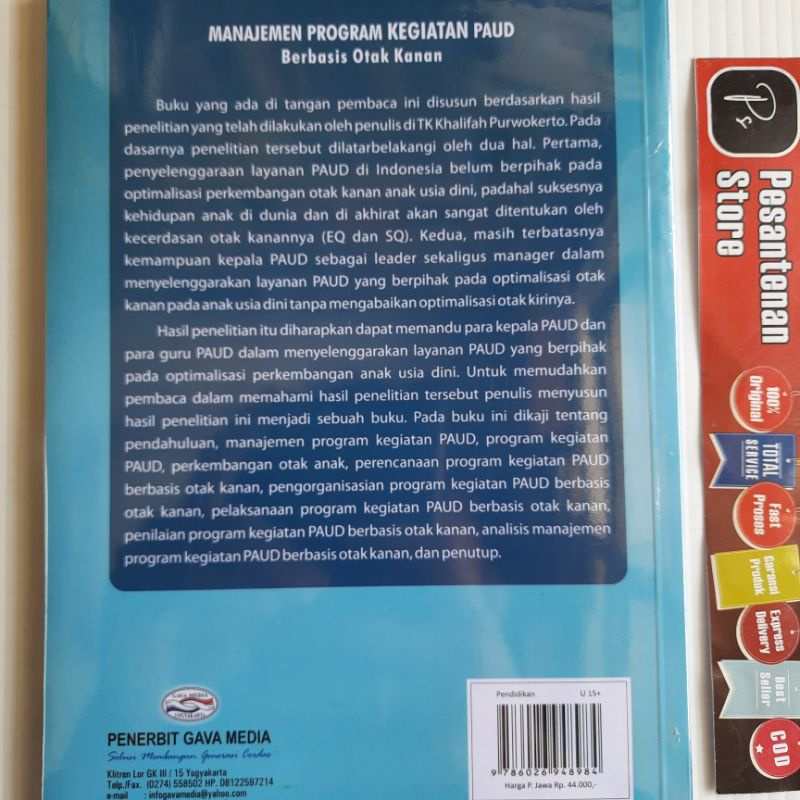 MANAJEMEN PROGRAM KEGIATAN PAUD
Berbasis Otak Kanan
Buku yang ada di tangan pembaca ini disusun berdasarkan hasil
penelitian yang telah dilakukan oleh penulis di TK Khalifah Purwokerto. Pada
dasarnya penelitian tersebut dilatarbelakangi oleh dua hal. Pertama,
penyelenggaraan layanan PAUD di Indonesia belum berpihak pada
optimalisasi perkembangan otak kanan anak usia dini, padahal suksesnya
kehidupan anak di dunia dan di akhirat akan sangat ditentukan oleh
kecerdasan otak kanannya (EQ dan SQ). Kedua, masih terbatasnya
kemampuan kepala PAUD sebagai leader sekaligus manager dalam
menyelenggarakan layanan PAUD yang berpihak pada optimalisasi otak
kanan pada anak usia dini tanpa mengabaikan optimalisasi otak kirinya.
Hasil penelitian itu diharapkan dapat memandu para kepala PAUD dan
para guru PAUD dalam menyelenggarakan layanan PAUD yang berpihak
pada optimalisasi perkembangan anak usia dini. Untuk memudahkan
pembaca dalam memahami hasil penelitian tersebut penulis menyusun
hasil penelitian ini menjadi sebuah buku. Pada buku ini dikaji tentang
pendahuluan, manajemen program kegiatan PAUD, program kegiatan
PAUD, perkembangan otak anak, perencanaan program kegiatan PAUD
berbasis otak kanan, pengorganisasian program kegiatan PAUD berbasis
otak kanan, pelaksanaan program kegiatan PAUD berbasis otak kanan,
penilaian program kegiatan PAUD berbasis otak kanan, analisis manajemen
program kegiatan PAUD berbasis otak kanan, dan penutup.
GAVA MEDIA
YOGYAKARTA
PENERBIT GAVA MEDIA
Solusi Membangun Generasi Cerdas
Klitren Lor GK III / 15 Yogyakarta
Telp./Fax. (0274) 558502 HP. 08122597214
e-mail : infogavamedia@yahoo.com
Pendidikan U 15+
9 786026 948984
Harga P. Jawa Rp. 44.000,-
Ps
Pesantenan
Store
100%
Original
TOTAL
SERVICE
Fast
Proses
Garansi
Produk
Express
Delivery
Best
Seller
COD